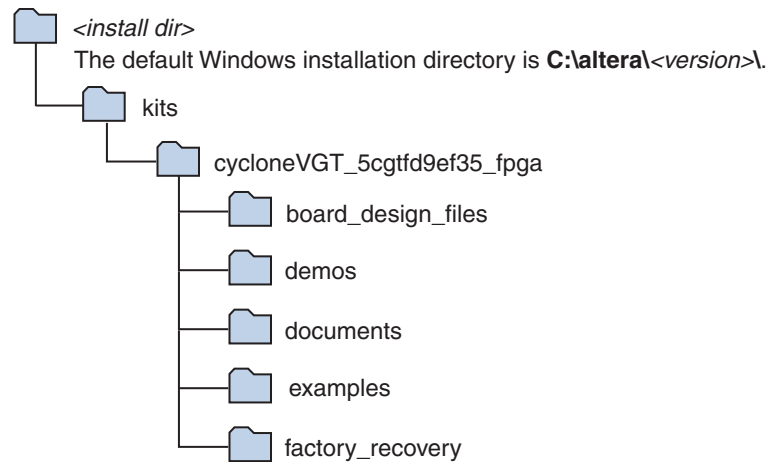 <install dir>
The default Windows installation directory is C:\altera\<version>\.
kits
cycloneVGT_5cgtfd9ef35_fpga
board_design_files
demos
documents
examples
factory_recovery